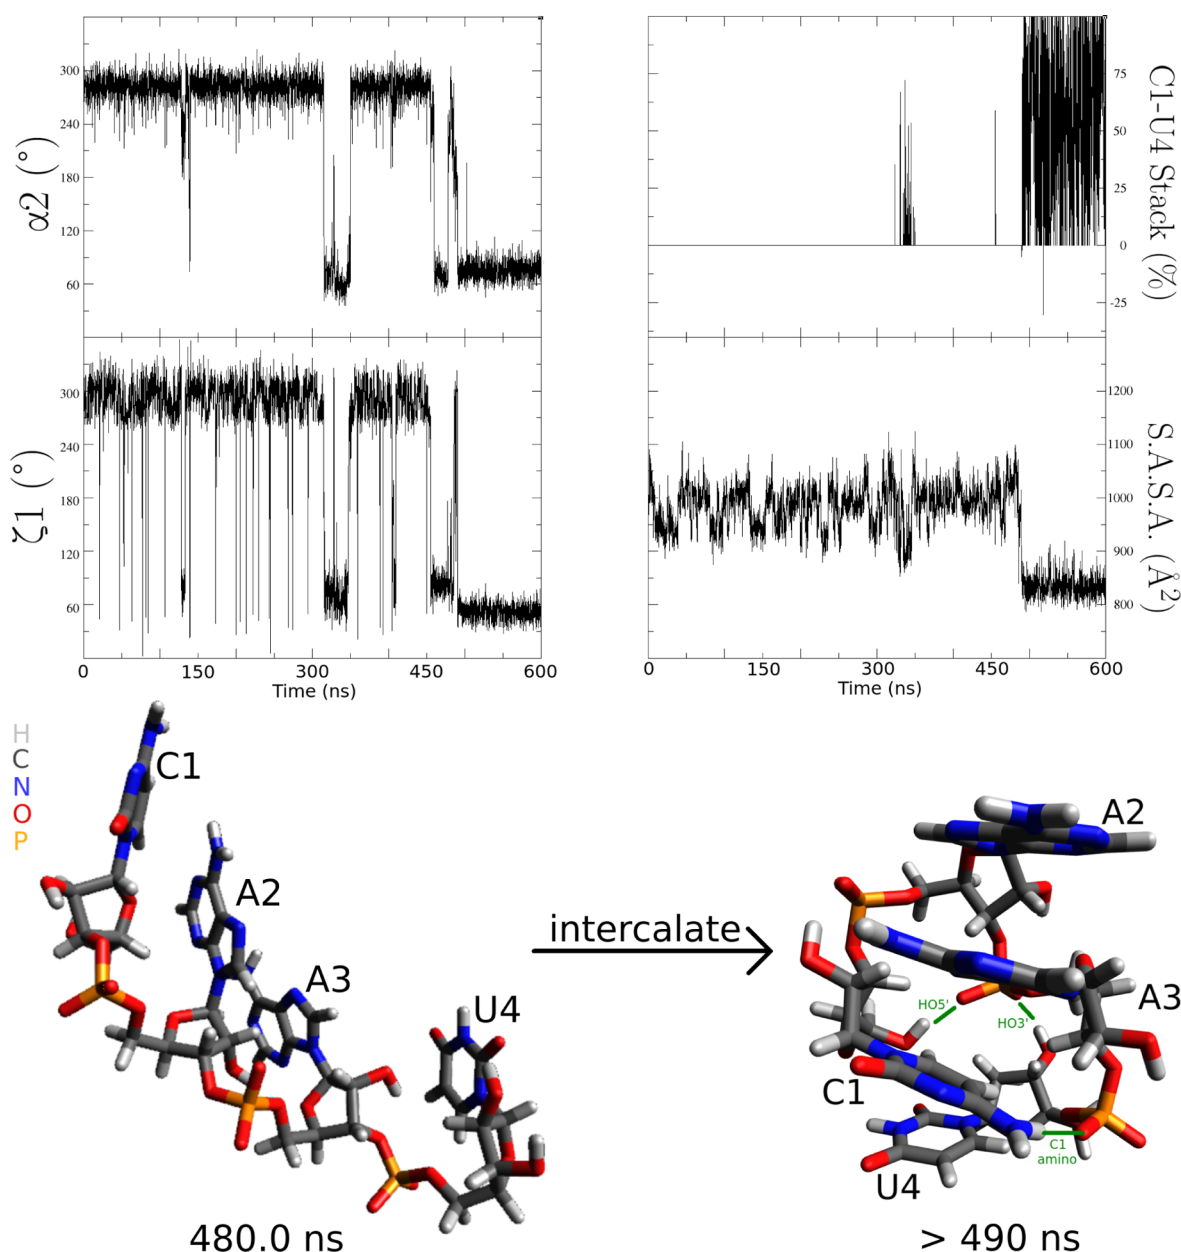 300
240
180
120
60
α2 (°)
75
50
25
0
-25
C1-U4 Stack (%)
300
240
180
120
60
ζ1 (°)
0
150
300
450
600
Time (ns)
1200
1100
1000
900
800
S.A.S.A. (Å²)
0
150
300
450
600
Time (ns)
H
C
N
O
P
C1
A2
A3
U4
480.0 ns
intercalate
A2
A3
HO5'
HO3'
C1
C1
amino
U4
> 490 ns